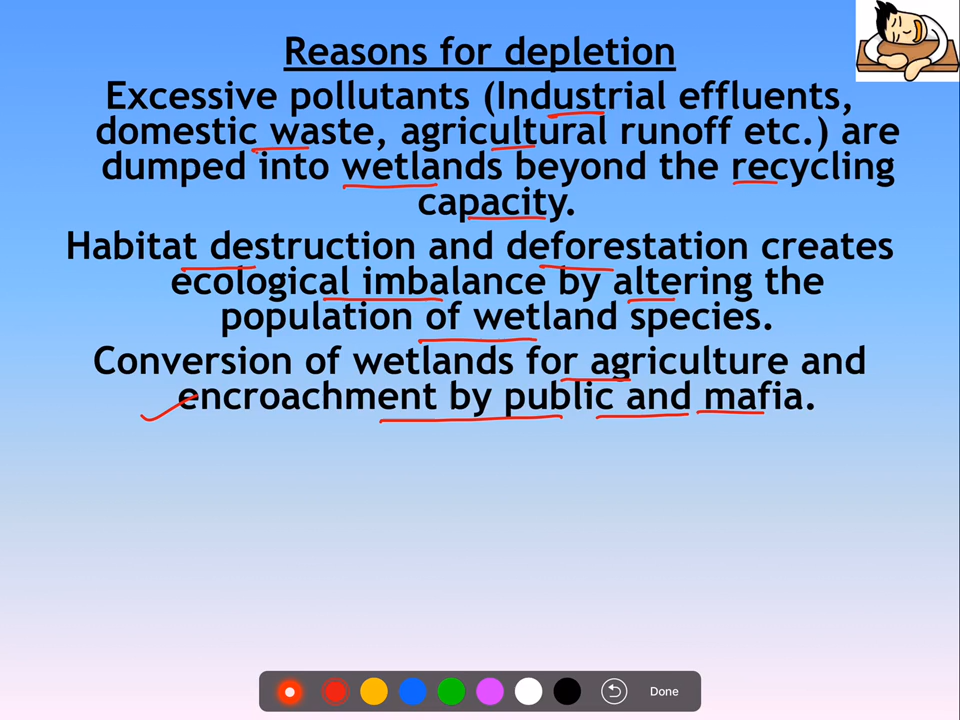 Reasons for depletion
Excessive pollutants (Industrial effluents,
domestic waste, agricultural runoff etc.) are
dumped into wetlands beyond the recycling
capacity.
Habitat destruction and deforestation creates
ecological imbalance by altering the
population of wetland species.
Conversion of wetlands for agriculture and
encroachment by public and mafia.
Done